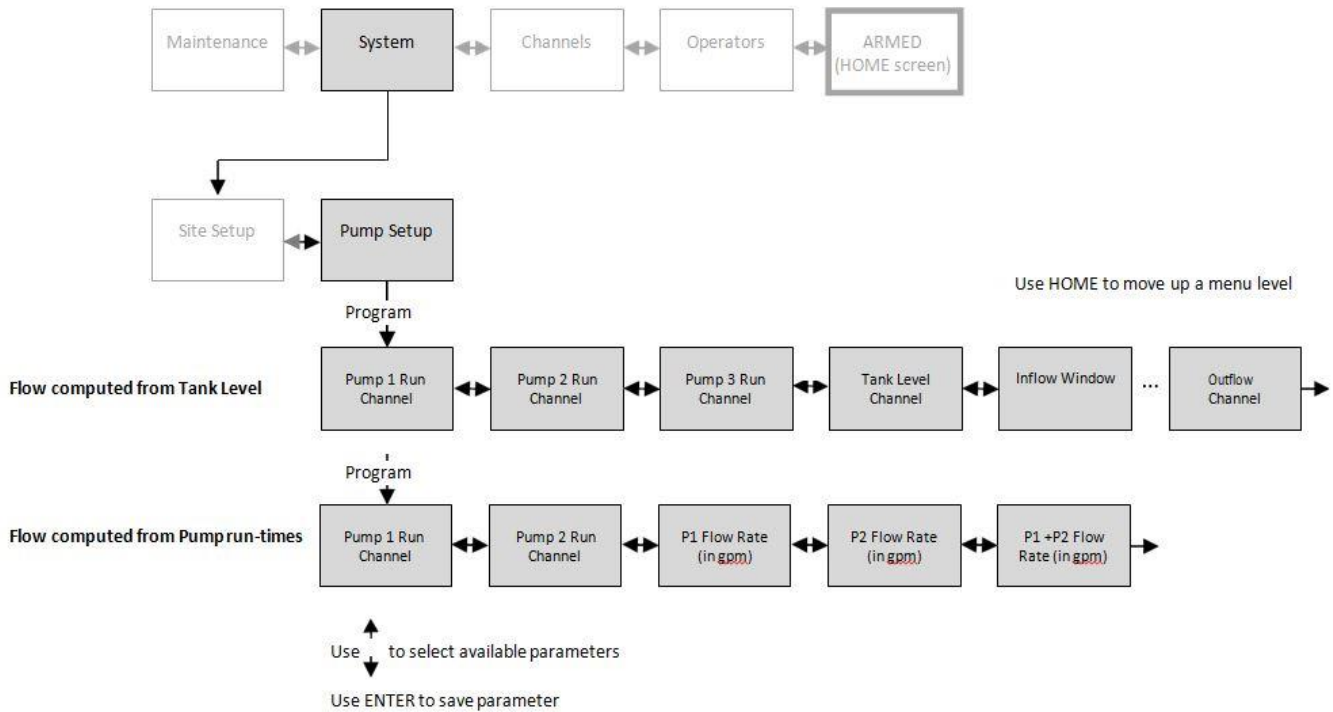 Maintenance
System
Channels
Operators
ARMED
(HOME screen)
Site Setup
Pump Setup
Use HOME to move up a menu level
Program
Flow computed from Tank Level
Pump 1 Run
Channel
Pump 2 Run
Channel
Pump 3 Run
Channel
Tank Level
Channel
Inflow Window
...
Outflow
Channel
Program
Flow computed from Pump run-times
Pump 1 Run
Channel
Pump 2 Run
Channel
P1 Flow Rate
(in gpm)
P2 Flow Rate
(in gpm)
P1 +P2 Flow
Rate (in gpm)
Use to select available parameters
Use ENTER to save parameter